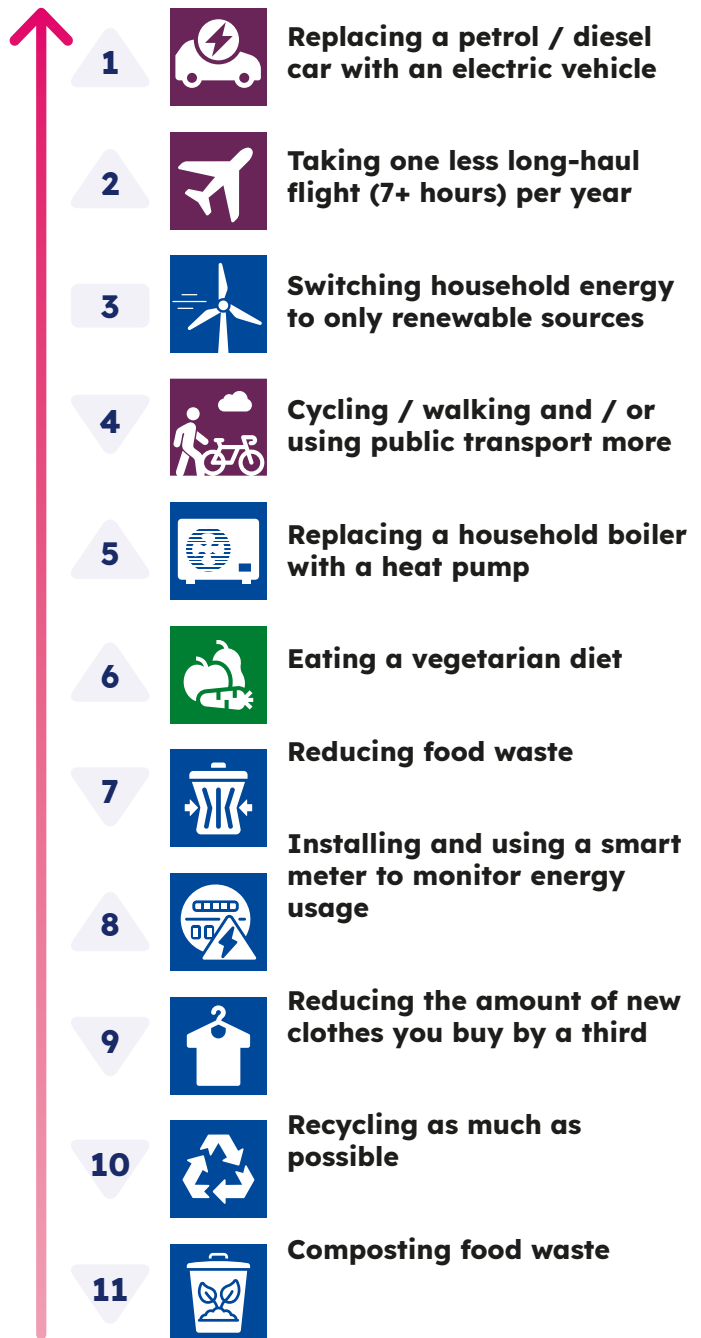 1
Replacing a petrol / diesel
car with an electric vehicle
2
Taking one less long-haul
flight (7+ hours) per year
3
Switching household energy
to only renewable sources
4
Cycling / walking and / or
using public transport more
5
Replacing a household boiler
with a heat pump
6
Eating a vegetarian diet
7
Reducing food waste
8
Installing and using a smart
meter to monitor energy
usage
9
Reducing the amount of new
clothes you buy by a third
10
Recycling as much as
possible
11
Composting food waste